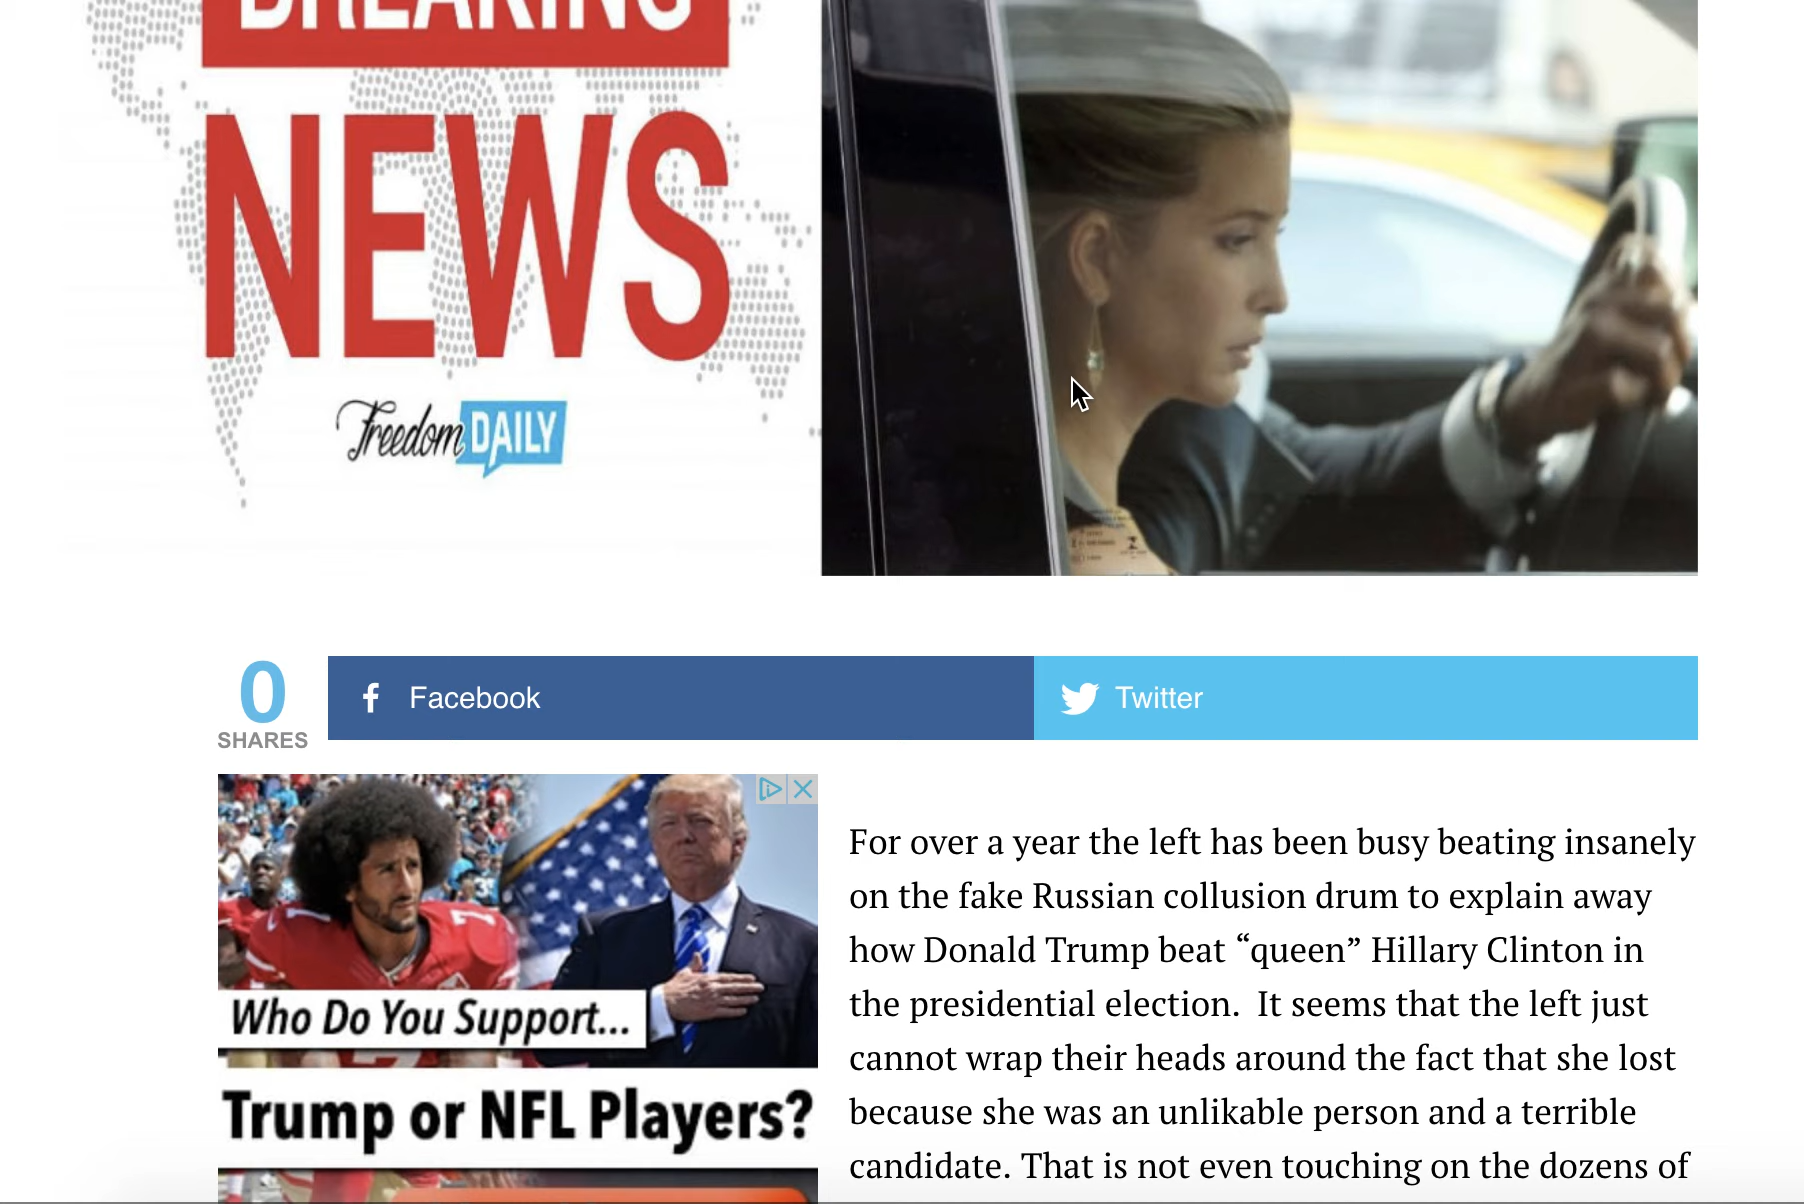 BREAKING
NEWS
Freedom DAILY
0
SHARES
Facebook
Twitter
Who Do You Support...
Trump or NFL Players?
For over a year the left has been busy beating insanely
on the fake Russian collusion drum to explain away
how Donald Trump beat “queen” Hillary Clinton in
the presidential election.  It seems that the left just
cannot wrap their heads around the fact that she lost
because she was an unlikable person and a terrible
candidate. That is not even touching on the dozens of